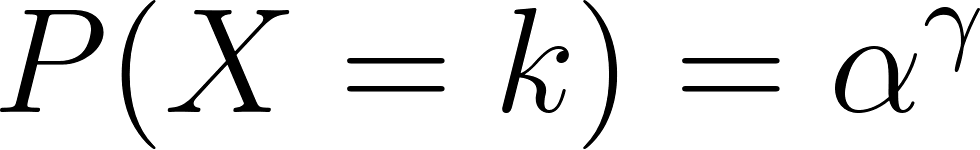 P(X = k) = α^γ